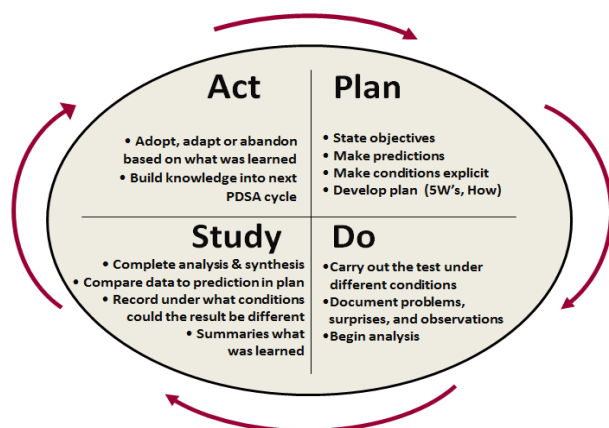 Act
• Adopt, adapt or abandon
based on what was learned
• Build knowledge into next
PDSA cycle
Plan
• State objectives
• Make predictions
• Make conditions explicit
• Develop plan (5W's, How)
Study
• Complete analysis & synthesis
• Compare data to prediction in plan
• Record under what conditions
could the result be different
• Summaries what
was learned
Do
•Carry out the test under
different conditions
•Document problems,
surprises, and observations
•Begin analysis